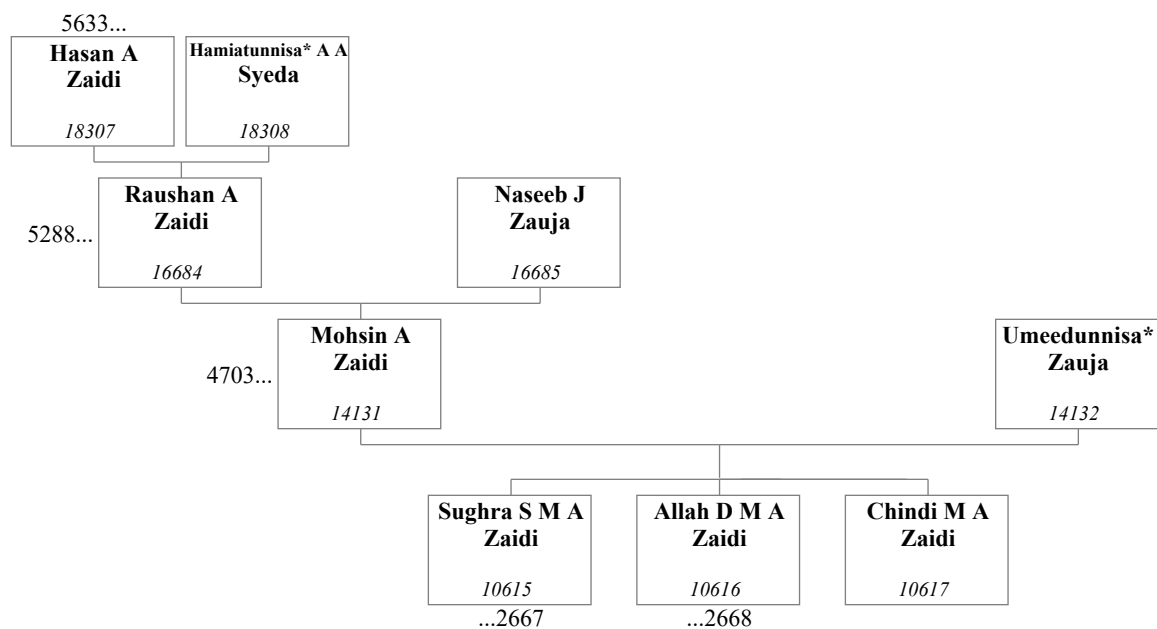 5633...
Hasan A
Zaidi
18307
Hamiatunnisa* A A
Syeda
18308
5288...
Raushan A
Zaidi
16684
Naseeb J
Zauja
16685
4703...
Mohsin A
Zaidi
14131
Umeedunnisa*
Zauja
14132
Sughra S M A
Zaidi
10615
...2667
Allah D M A
Zaidi
10616
...2668
Chindi M A
Zaidi
10617